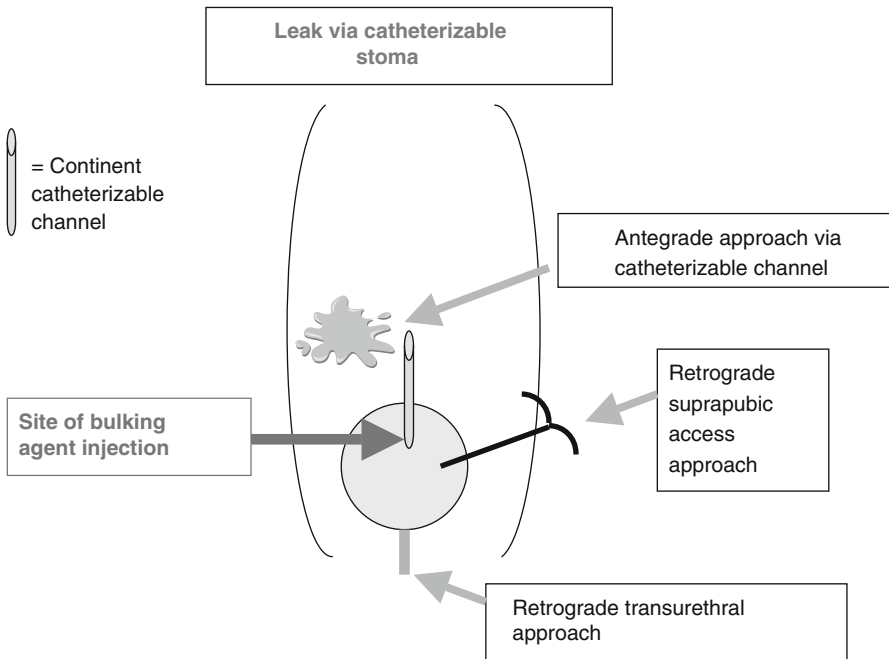 Leak via catheterizable
stoma
= Continent
catheterizable
channel
Antegrade approach via
catheterizable channel
Retrograde
suprapubic
access
approach
Site of bulking
agent injection
Retrograde transurethral
approach